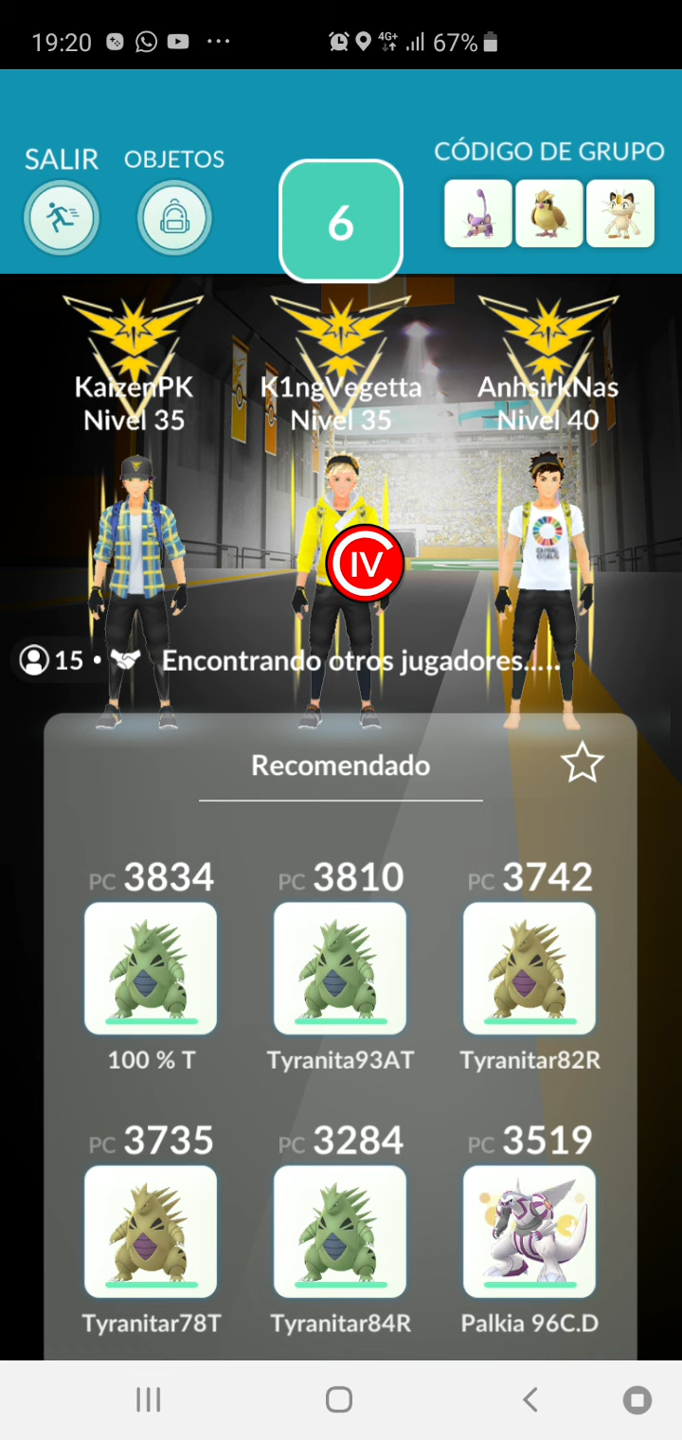 19:20
4G+
67%
SALIR
OBJETOS
CÓDIGO DE GRUPO
6
KaizenPK
Nivel 35
K1ngVegetta
Nivel 35
AnhsirkNas
Nivel 40
IV
15 • Encontrando otros jugadores.....
Recomendado
PC 3834
PC 3810
PC 3742
100 % T
Tyranita93AT
Tyranitar82R
PC 3735
PC 3284
PC 3519
Tyranitar78T
Tyranitar84R
Palkia 96C.D